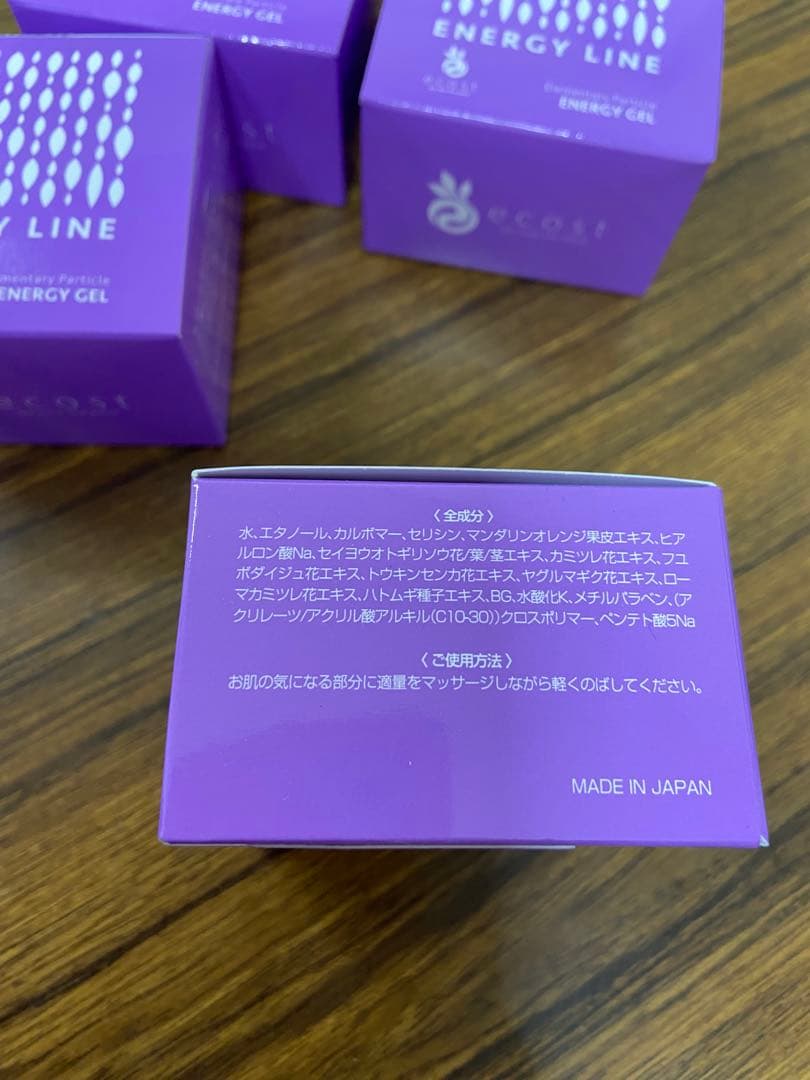 Elementary Particle
ENERGY GEL
ENERGY LINE
ecost
Elementary Particle
ENERGY GEL
ecost
Y LINE
mentary Particle
ENERGY GEL
ecost
〈全成分〉
水、エタノール、カルボマー、セリシン、マンダリンオレンジ果皮エキス、ヒア
ルロン酸Na、セイヨウオトギリソウ花/葉/茎エキス、カミツレ花エキス、フユ
ボダイジュ花エキス、トウキンセンカ花エキス、ヤグルマギク花エキス、ロー
マカミツレ花エキス、ハトムギ種子エキス、BG、水酸化K、メチルパラベン、(ア
クリレーツ/アクリル酸アルキル(C10-30))クロスポリマー、ペンテト酸5Na
〈ご使用方法〉
お肌の気になる部分に適量をマッサージしながら軽くのばしてください。
MADE IN JAPAN